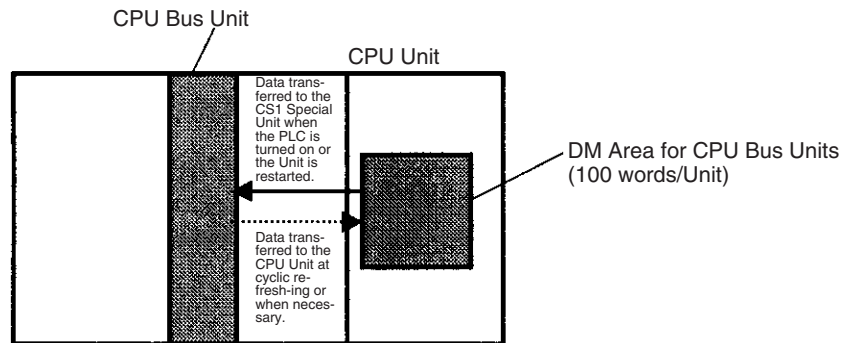 CPU Bus Unit
CPU Unit
Data trans-
ferred to the
CS1 Special
Unit when
the PLC is
turned on or
the Unit is
restarted.
DM Area for CPU Bus Units
(100 words/Unit)
Data trans-
ferred to the
CPU Unit at
cyclic re-
fresh-ing or
when neces-
sary.